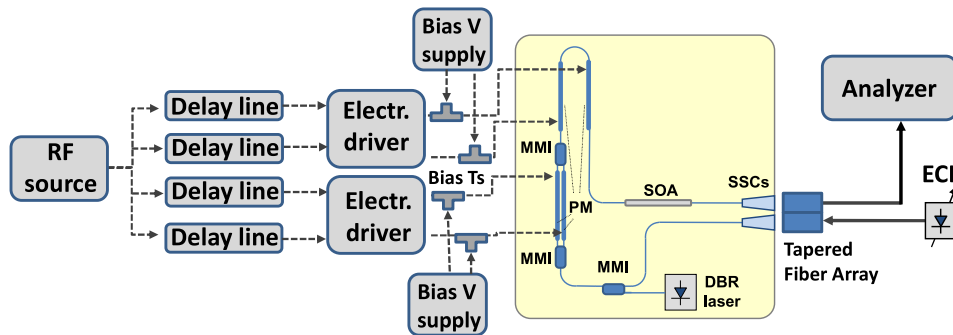 Bias V
supply
Analyzer
RF
source
Delay line
Delay line
Delay line
Delay line
Electr.
driver
Electr.
driver
Bias Ts
Bias V
supply
MMI
MMI
MMI
PM
SOA
SSCs
DBR
laser
Tapered
Fiber Array